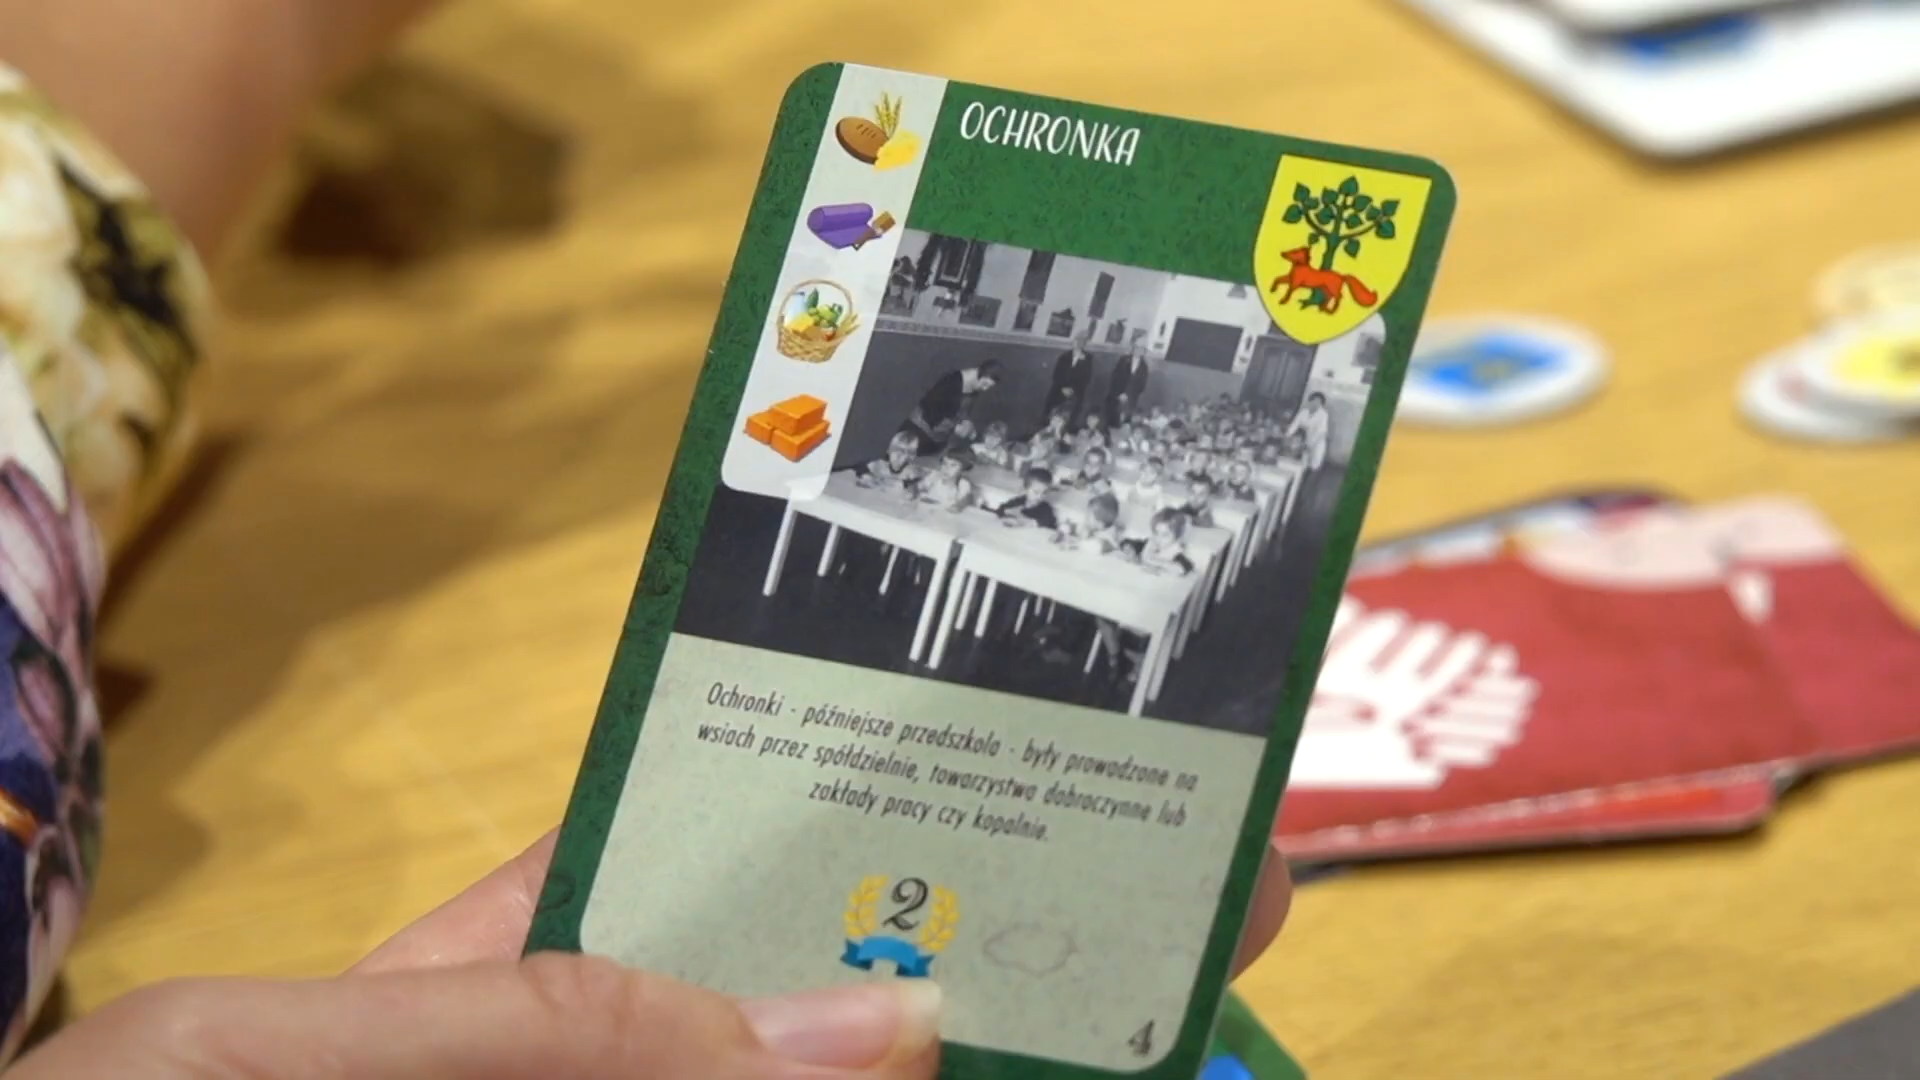 OCHRONKA
Ochronki - późniejsze przedszkola - były prowadzone na
wsiach przez spółdzielnie, towarzystwa dobroczynne lub
zakłady pracy czy kopalnie.
2
4